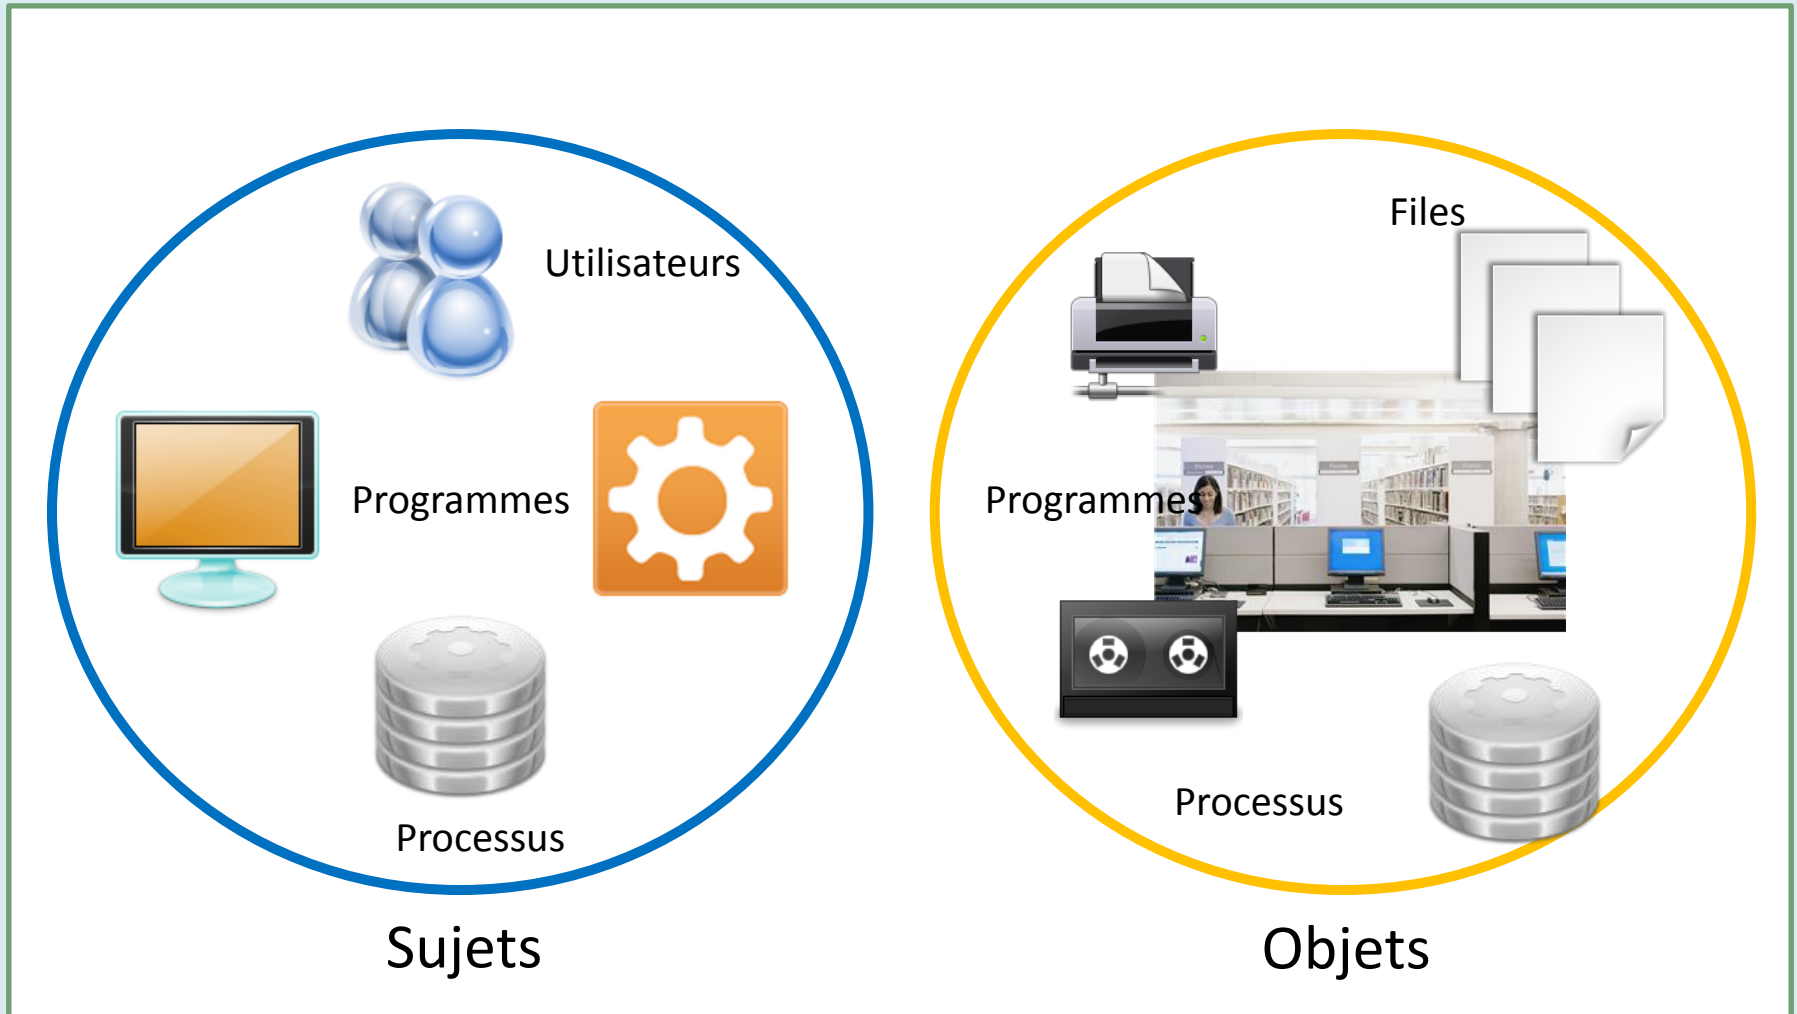 Utilisateurs
Programmes
Processus
Sujets
Files
Programmes
Processus
Objets